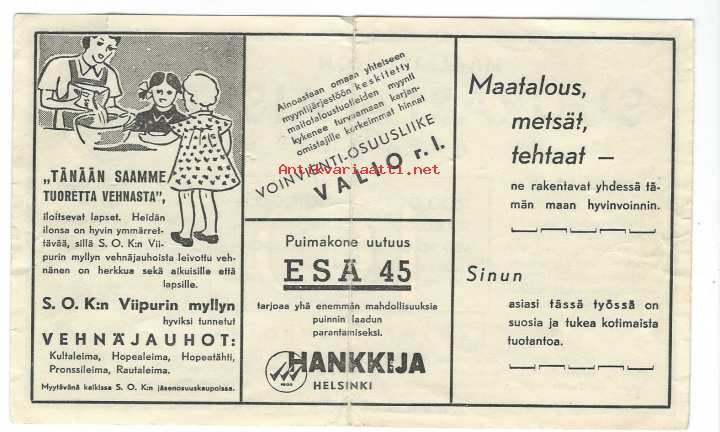 „TÄNÄÄN SAAMME
TUORETTA VEHNASTA",
iloitsevat lapset. Heidän
ilonsa on hyvin ymmärret-
tävää, sillä S. O. K:n Vii-
purin myllyn vehnäjauhoista leivottu veh-
nänen on herkkua sekä aikuisille että
lapsille.
S. O. K:n Viipurin myllyn
hyviksi tunnetut
VEHNÄJAUHOT:
Kultaleima, Hopealeima, Hopeatähti,
Pronssileima, Rautaleima.
Myytävänä kaikissa S. O. K:n jäsenosuuskaupoissa.
Ainoastaan omaan yhteiseen
myyntijärjestöön keskitetty
maitolaloustuotteiden myynti
kykenee turvaamaan karjan-
omistajille korkeimmat hinnat
VOINVIENTI-OSUUSLIIKE
VALIO r. l.
Antikvariaatti.net
Puimakone uutuus
ESÄ 45
tarjoaa yhä enemmän mahdollisuuksia
puinnin laadun
parantamiseksi.
HANKKIJA
HELSINKI
Maatalous,
metsät,
tehtaat —
ne rakentavat yhdessä tä-
män maan hyvinvoinnin.
Sinun
asiasi tässä työssä on
suosia ja tukea kotimaista
tuotantoa.